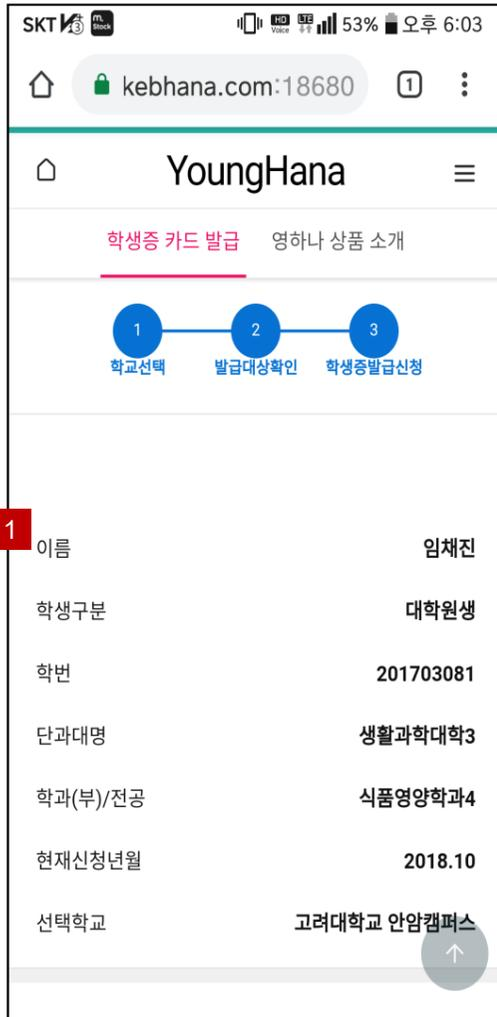 SKT m.Stock HD Voice LTE 53% 오후 6:03
kebhana.com:18680 1
YoungHana
학생증 카드 발급 영하나 상품 소개
1 2 3
학교선택 발급대상확인 학생증발급신청
1
이름 임채진
학생구분 대학원생
학번 201703081
단과대명 생활과학대학3
학과(부)/전공 식품영양학과4
현재신청년월 2018.10
선택학교 고려대학교 안암캠퍼스